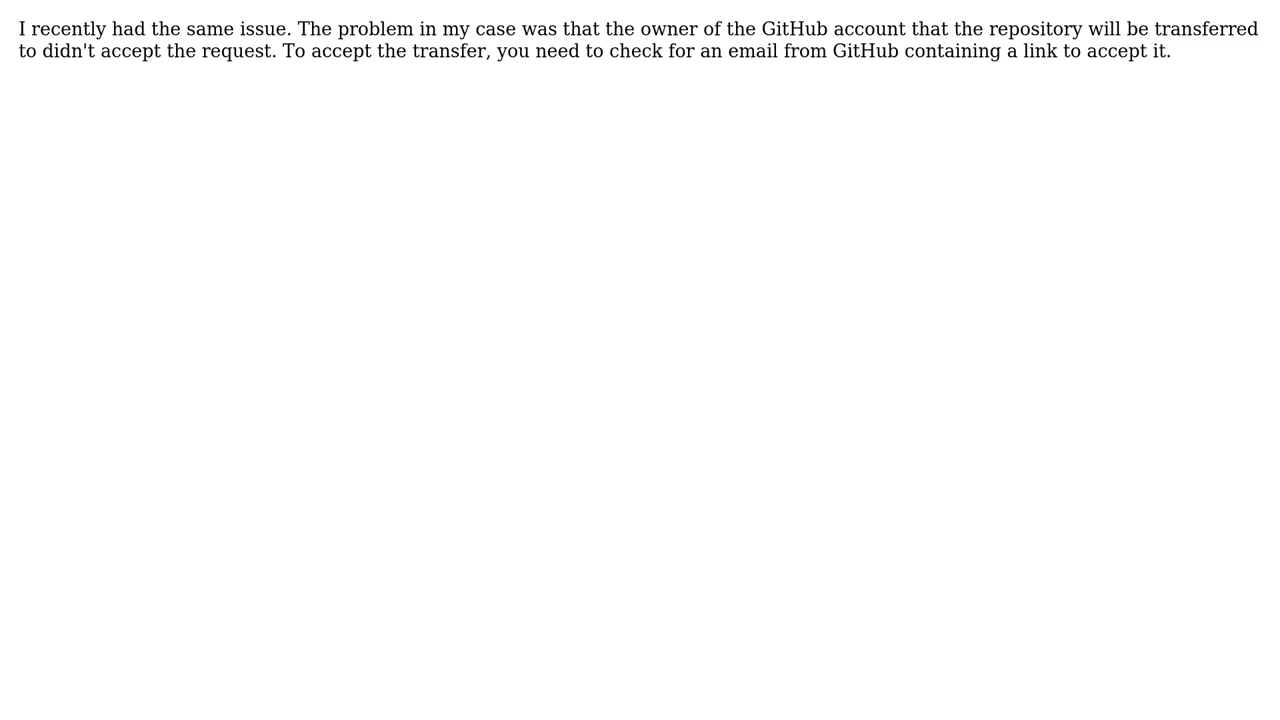 I recently had the same issue. The problem in my case was that the owner of the GitHub account that the repository will be transferred
to didn't accept the request. To accept the transfer, you need to check for an email from GitHub containing a link to accept it.